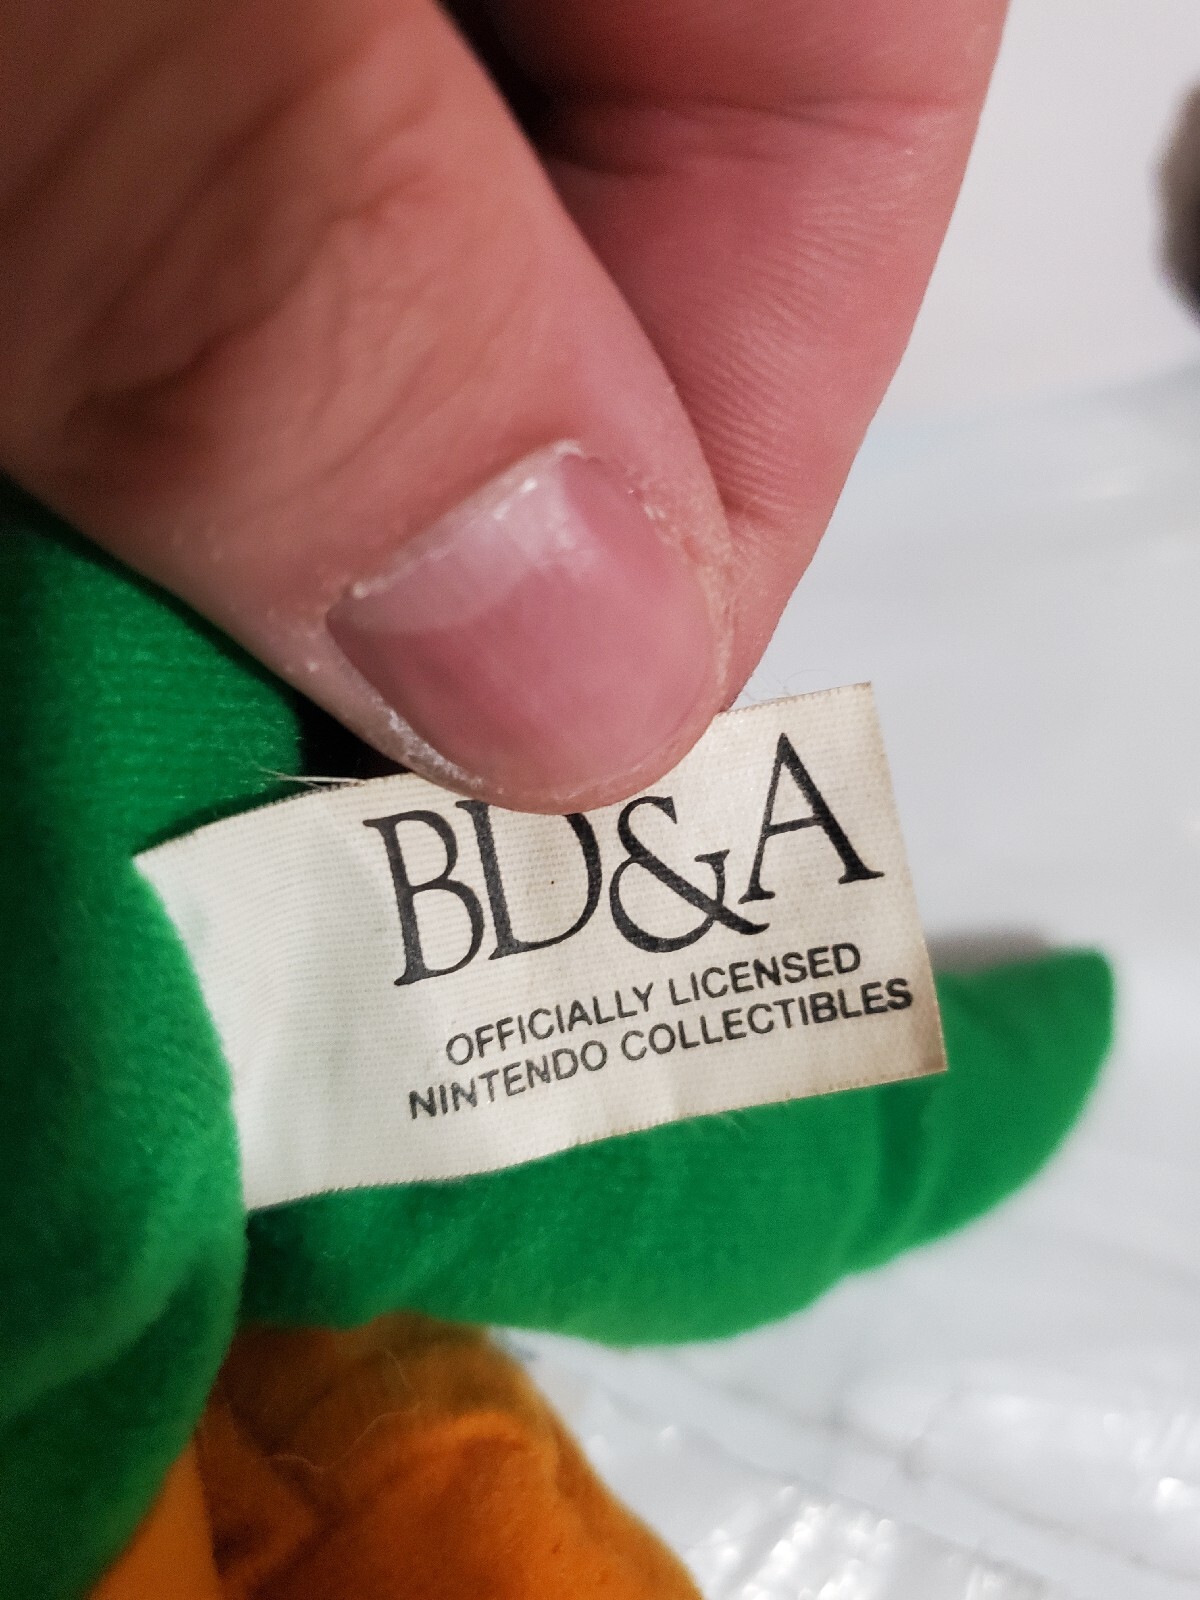 BD&A
OFFICIALLY LICENSED
NINTENDO COLLECTIBLES